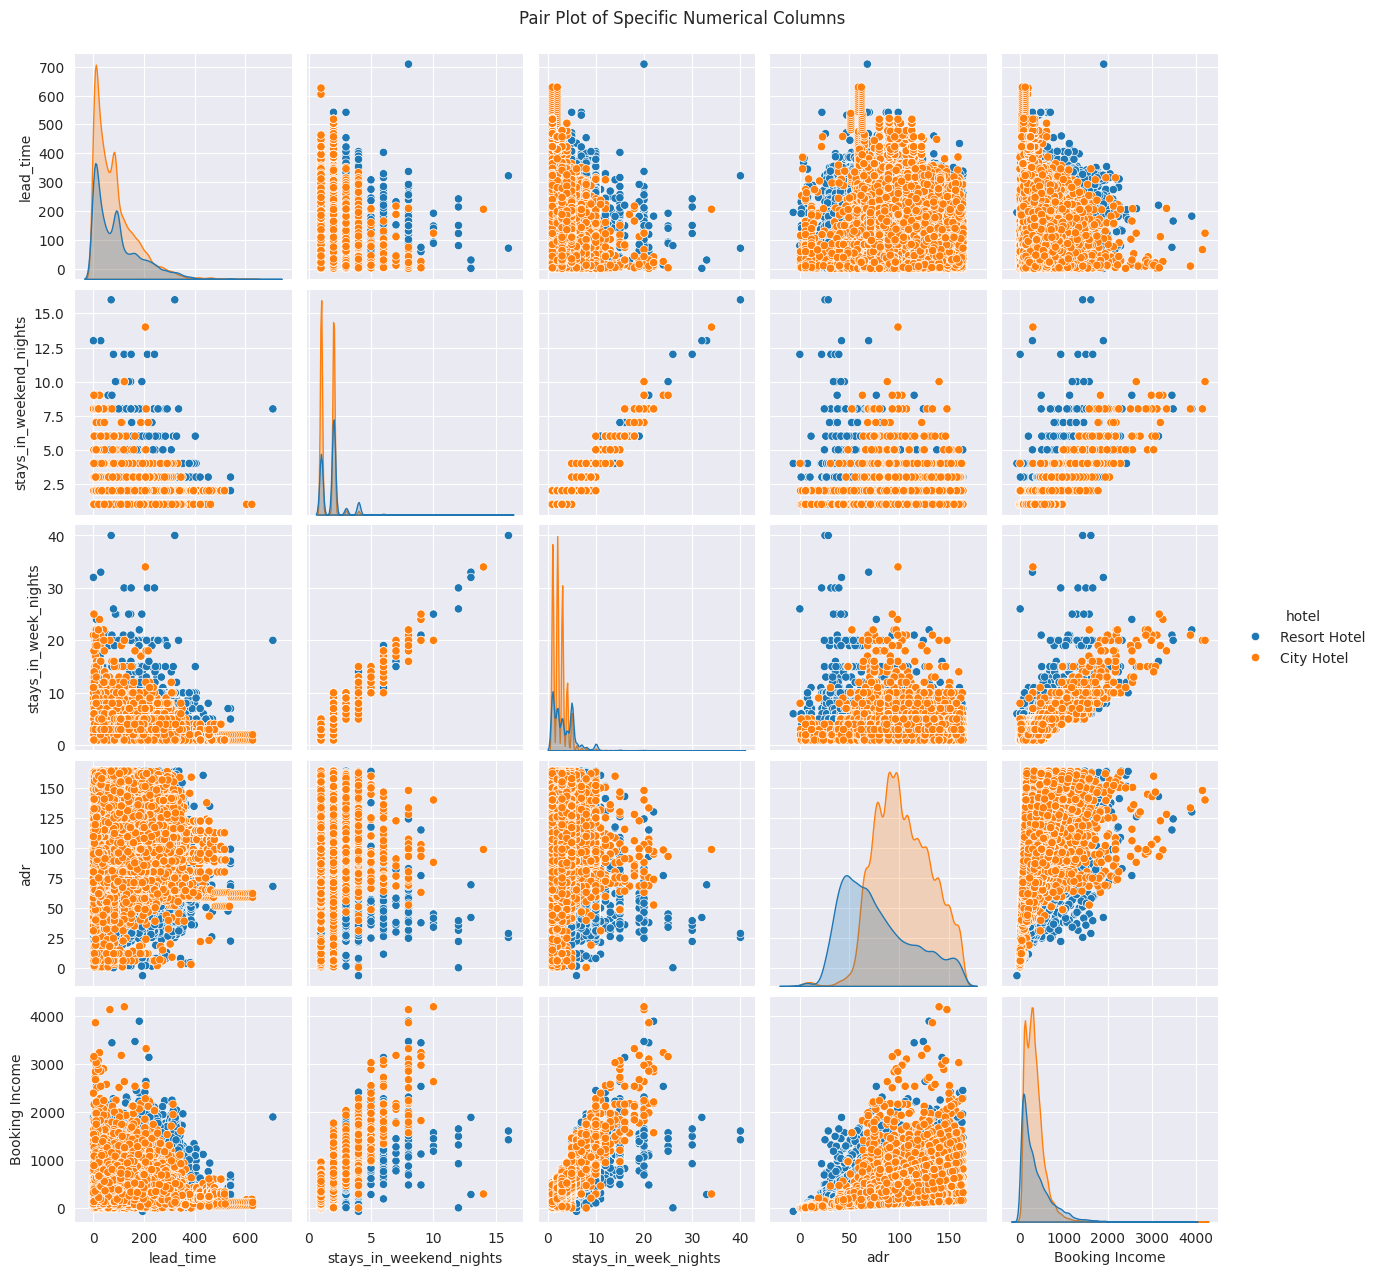 Pair Plot of Specific Numerical Columns
700
600
500
400
300
200
100
0
lead_time
15.0
12.5
10.0
7.5
5.0
2.5
stays_in_weekend_nights
40
30
20
10
0
stays_in_week_nights
hotel
Resort Hotel
City Hotel
150
125
100
75
50
25
0
adr
4000
3000
2000
1000
0
Booking Income
0 200 400 600
0 5 10 15
0 10 20 30 40
0 50 100 150
0 1000 2000 3000 4000
lead_time
stays_in_weekend_nights
stays_in_week_nights
adr
Booking Income